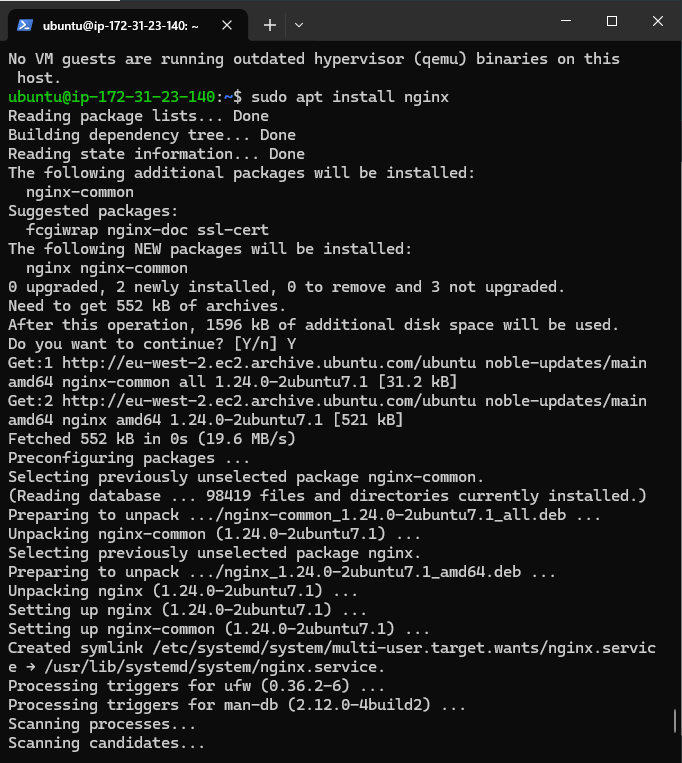 ubuntu@ip-172-31-23-140: ~
No VM guests are running outdated hypervisor (qemu) binaries on this
 host.
ubuntu@ip-172-31-23-140:~$ sudo apt install nginx
Reading package lists... Done
Building dependency tree... Done
Reading state information... Done
The following additional packages will be installed:
  nginx-common
Suggested packages:
  fcgiwrap nginx-doc ssl-cert
The following NEW packages will be installed:
  nginx nginx-common
0 upgraded, 2 newly installed, 0 to remove and 3 not upgraded.
Need to get 552 kB of archives.
After this operation, 1596 kB of additional disk space will be used.
Do you want to continue? [Y/n] Y
Get:1 http://eu-west-2.ec2.archive.ubuntu.com/ubuntu noble-updates/main
amd64 nginx-common all 1.24.0-2ubuntu7.1 [31.2 kB]
Get:2 http://eu-west-2.ec2.archive.ubuntu.com/ubuntu noble-updates/main
amd64 nginx amd64 1.24.0-2ubuntu7.1 [521 kB]
Fetched 552 kB in 0s (19.6 MB/s)
Preconfiguring packages ...
Selecting previously unselected package nginx-common.
(Reading database ... 98419 files and directories currently installed.)
Preparing to unpack .../nginx-common_1.24.0-2ubuntu7.1_all.deb ...
Unpacking nginx-common (1.24.0-2ubuntu7.1) ...
Selecting previously unselected package nginx.
Preparing to unpack .../nginx_1.24.0-2ubuntu7.1_amd64.deb ...
Unpacking nginx (1.24.0-2ubuntu7.1) ...
Setting up nginx (1.24.0-2ubuntu7.1) ...
Setting up nginx-common (1.24.0-2ubuntu7.1) ...
Created symlink /etc/systemd/system/multi-user.target.wants/nginx.servic
e → /usr/lib/systemd/system/nginx.service.
Processing triggers for ufw (0.36.2-6) ...
Processing triggers for man-db (2.12.0-4build2) ...
Scanning processes...
Scanning candidates...